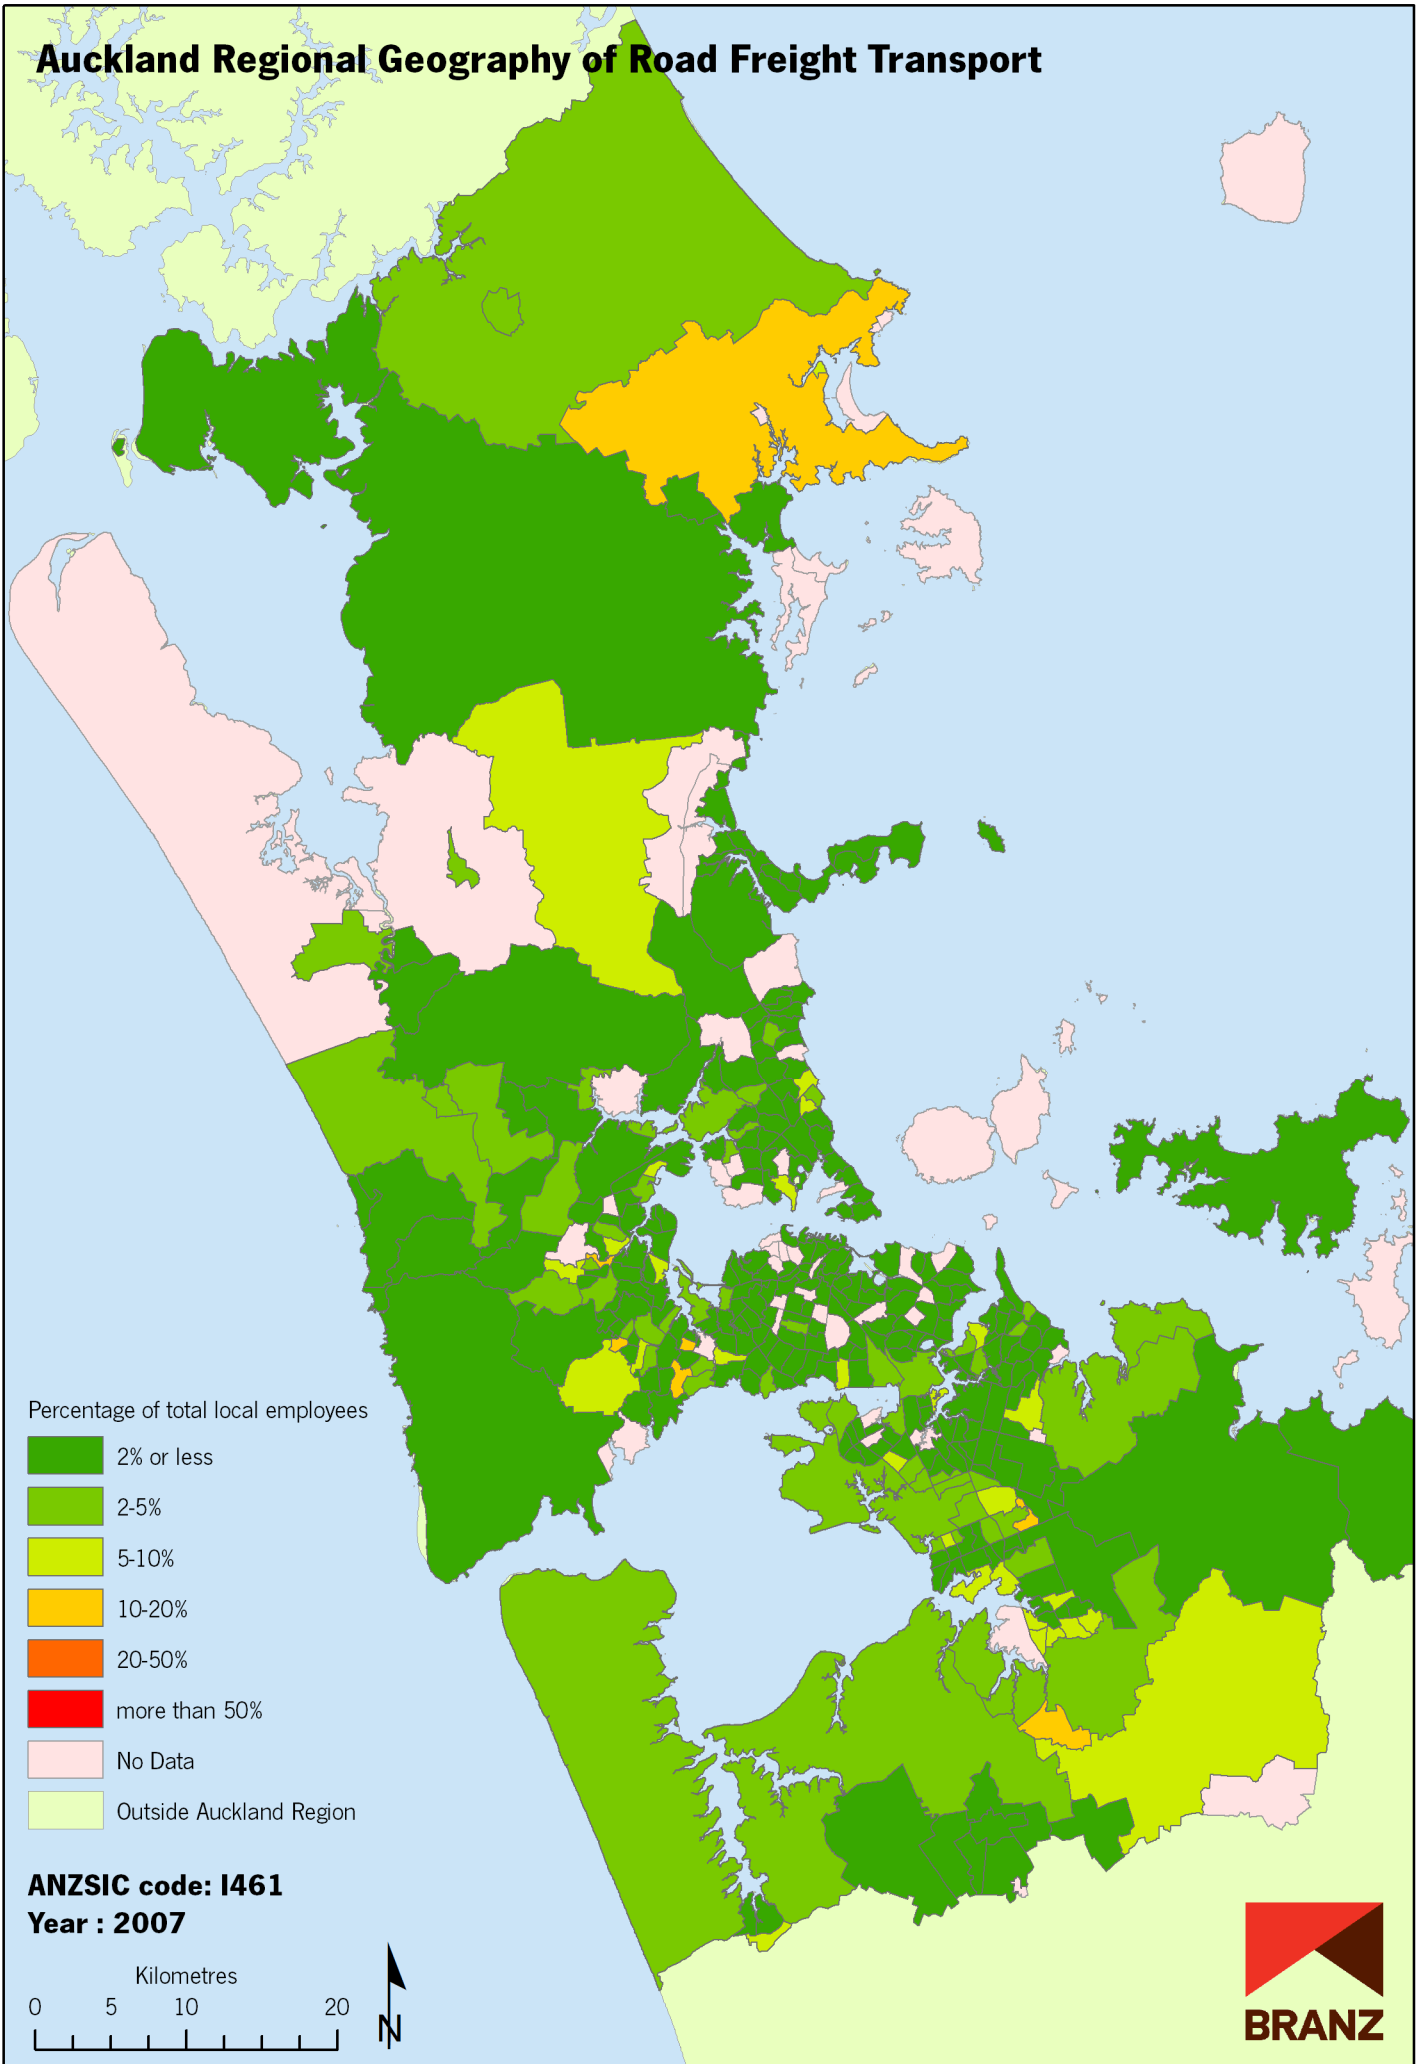 Auckland Regional Geography of Road Freight Transport
Percentage of total local employees
2% or less
2-5%
5-10%
10-20%
20-50%
more than 50%
No Data
Outside Auckland Region
ANZSIC code: I461
Year : 2007
Kilometres
0 5 10 20
N
BRANZ